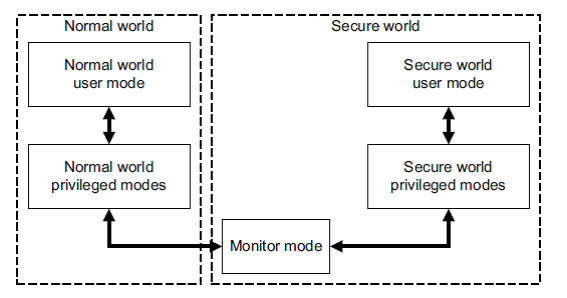 Normal world
Secure world
Normal world
user mode
Secure world
user mode
Normal world
privileged modes
Secure world
privileged modes
Monitor mode